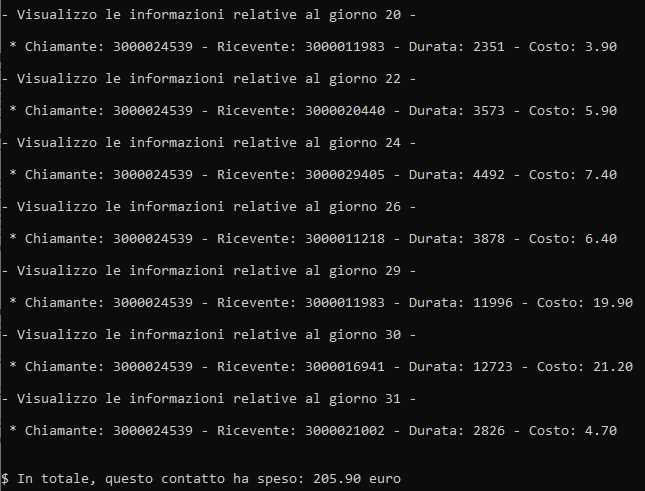 - Visualizzo le informazioni relative al giorno 20 -
* Chiamante: 3000024539 - Ricevente: 3000011983 - Durata: 2351 - Costo: 3.90
- Visualizzo le informazioni relative al giorno 22 -
* Chiamante: 3000024539 - Ricevente: 3000020440 - Durata: 3573 - Costo: 5.90
- Visualizzo le informazioni relative al giorno 24 -
* Chiamante: 3000024539 - Ricevente: 3000029405 - Durata: 4492 - Costo: 7.40
- Visualizzo le informazioni relative al giorno 26 -
* Chiamante: 3000024539 - Ricevente: 3000011218 - Durata: 3878 - Costo: 6.40
- Visualizzo le informazioni relative al giorno 29 -
* Chiamante: 3000024539 - Ricevente: 3000011983 - Durata: 11996 - Costo: 19.90
- Visualizzo le informazioni relative al giorno 30 -
* Chiamante: 3000024539 - Ricevente: 3000016941 - Durata: 12723 - Costo: 21.20
- Visualizzo le informazioni relative al giorno 31 -
* Chiamante: 3000024539 - Ricevente: 3000021002 - Durata: 2826 - Costo: 4.70
$ In totale, questo contatto ha speso: 205.90 euro